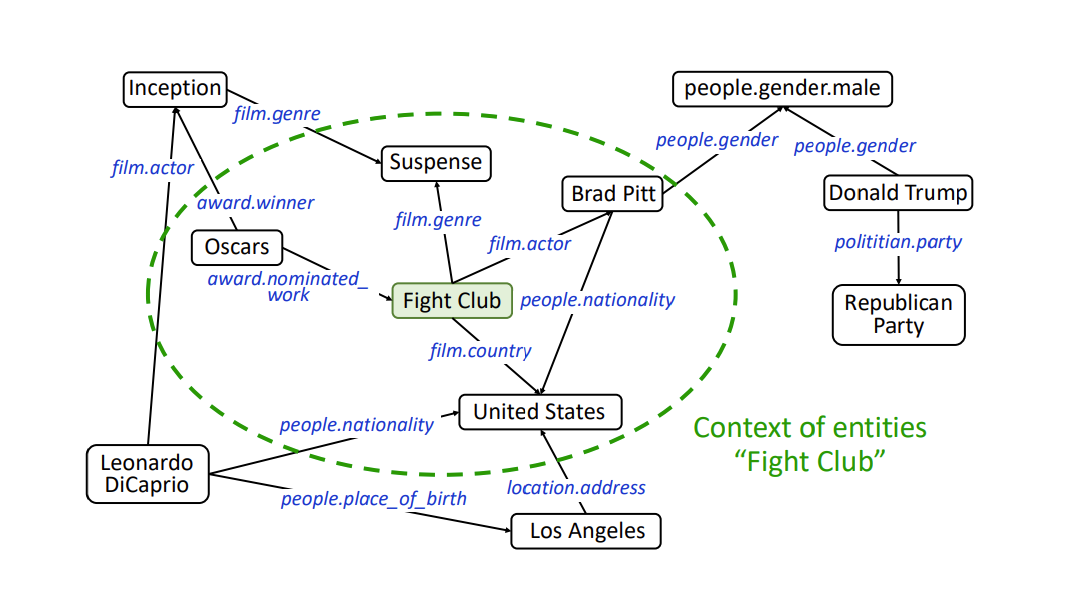 Inception
people.gender.male
film.genre
people.gender
people.gender
film.actor
Suspense
Brad Pitt
Donald Trump
award.winner
film.genre
Oscars
film.actor
polititian.party
award.nominated_
work
Fight Club
people.nationality
Republican
Party
film.country
United States
people.nationality
Context of entities
“Fight Club”
Leonardo
DiCaprio
people.place_of_birth
location.address
Los Angeles